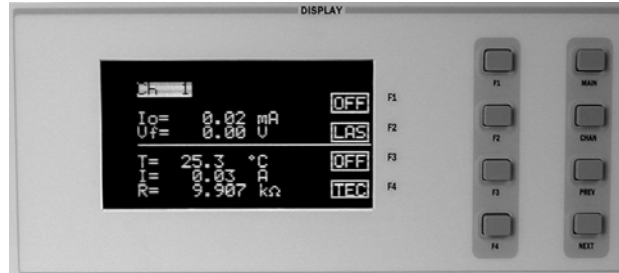 DISPLAY
Ch 1
OFF F1
Io= 0.02 mA
Vf= 0.00 V LAS F2
T= 25.3 °C OFF F3
I= 0.03 A
R= 9.907 kΩ TEC F4
F1 MAIN
F2 CHAN
F3 PREV
F4 NEXT